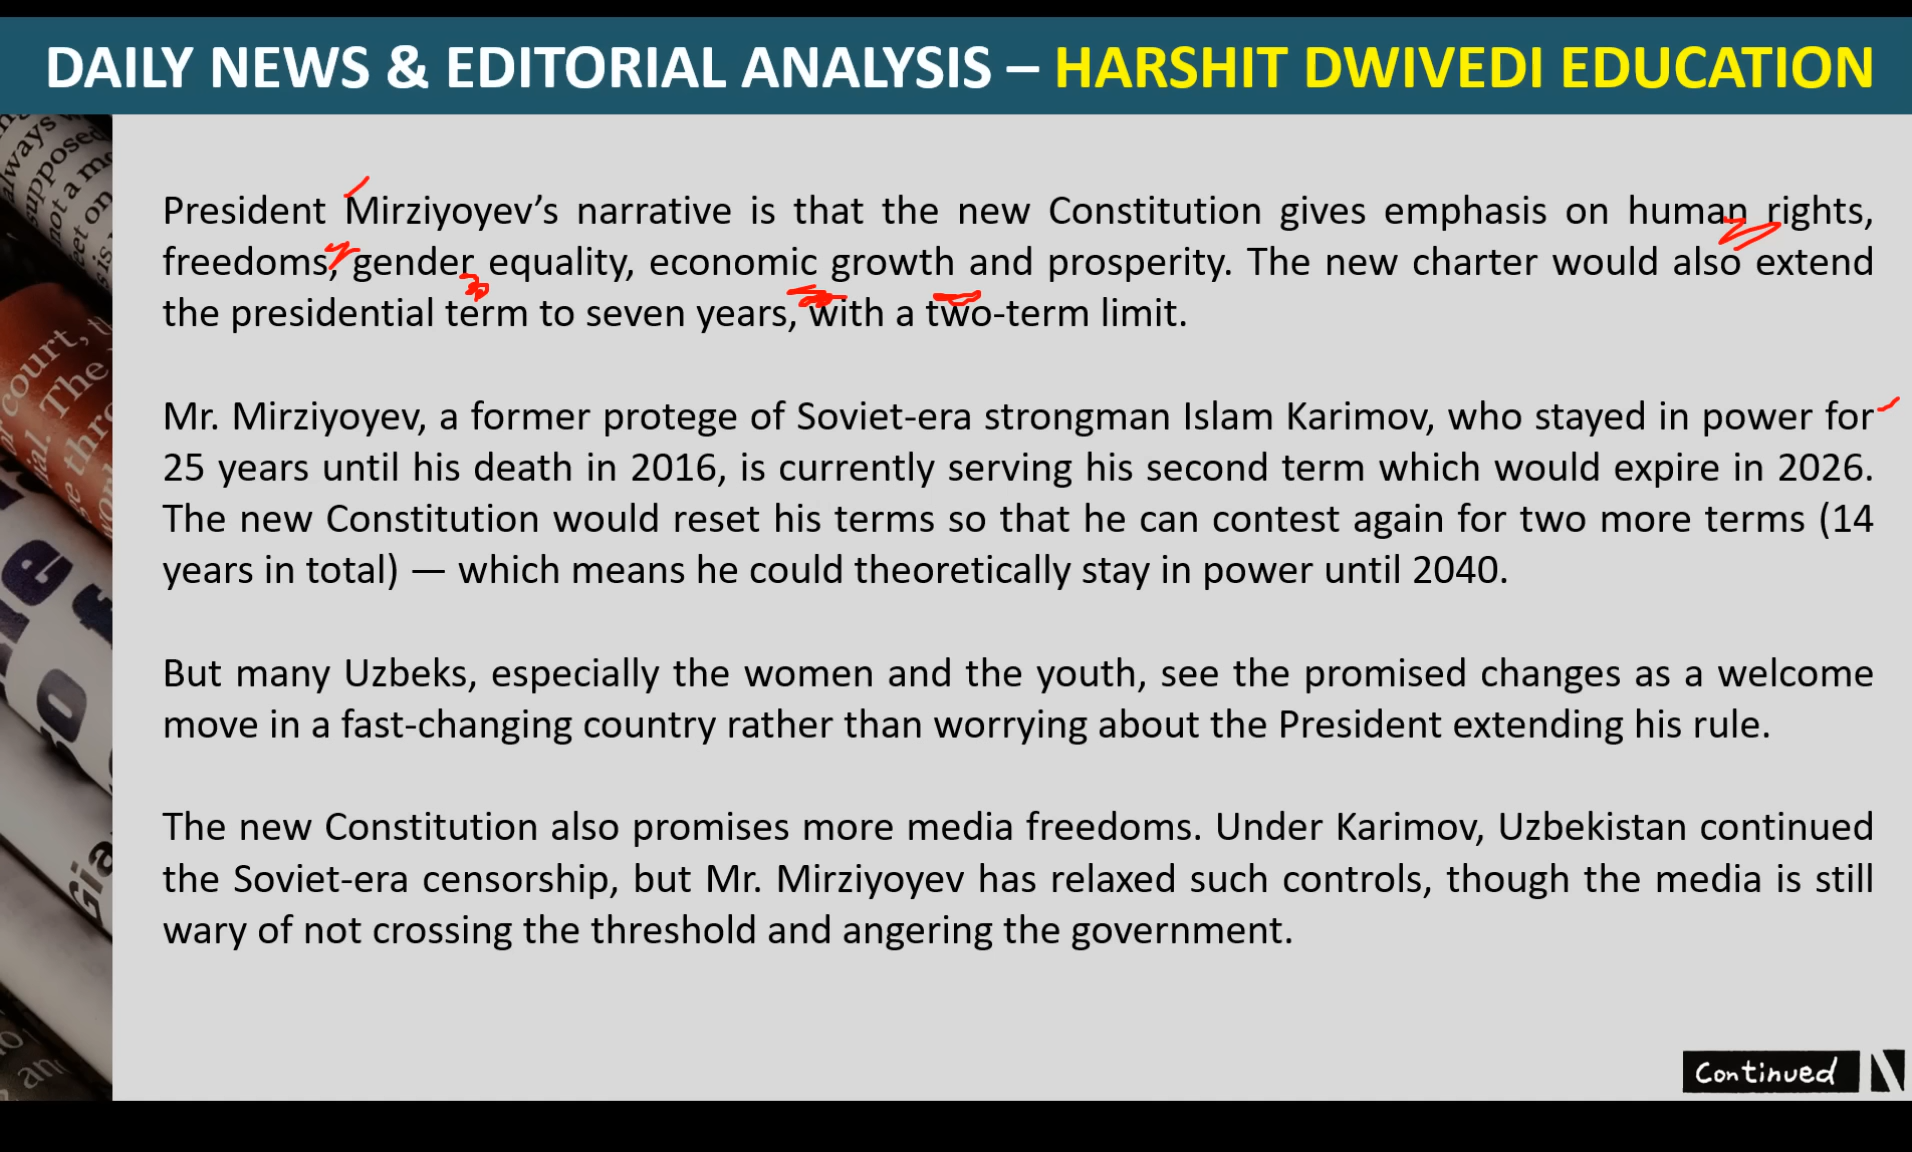 DAILY NEWS & EDITORIAL ANALYSIS – HARSHIT DWIVEDI EDUCATION
President Mirziyoyev’s narrative is that the new Constitution gives emphasis on human rights,
freedoms, gender equality, economic growth and prosperity. The new charter would also extend
the presidential term to seven years, with a two-term limit.
Mr. Mirziyoyev, a former protege of Soviet-era strongman Islam Karimov, who stayed in power for
25 years until his death in 2016, is currently serving his second term which would expire in 2026.
The new Constitution would reset his terms so that he can contest again for two more terms (14
years in total) — which means he could theoretically stay in power until 2040.
But many Uzbeks, especially the women and the youth, see the promised changes as a welcome
move in a fast-changing country rather than worrying about the President extending his rule.
The new Constitution also promises more media freedoms. Under Karimov, Uzbekistan continued
the Soviet-era censorship, but Mr. Mirziyoyev has relaxed such controls, though the media is still
wary of not crossing the threshold and angering the government.
Continued